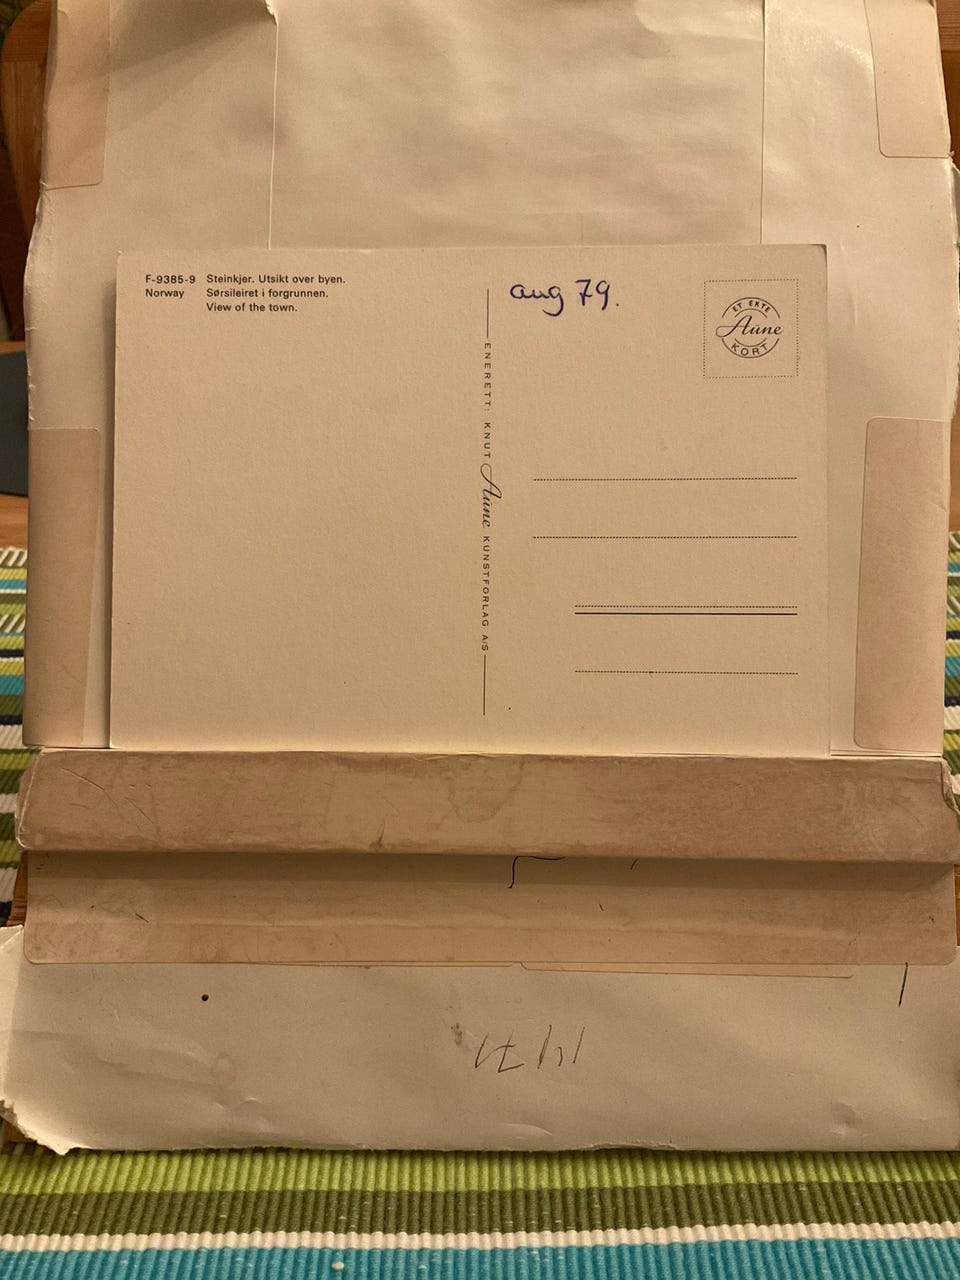 F-9385-9 Steinkjer. Utsikt over byen.
Norway Sørsileiret i forgrunnen.
View of the town.
ENERETT: KNUT Aune KUNSTFORLAG A/S
aug 79.
ET EKTE
Aune
KORT